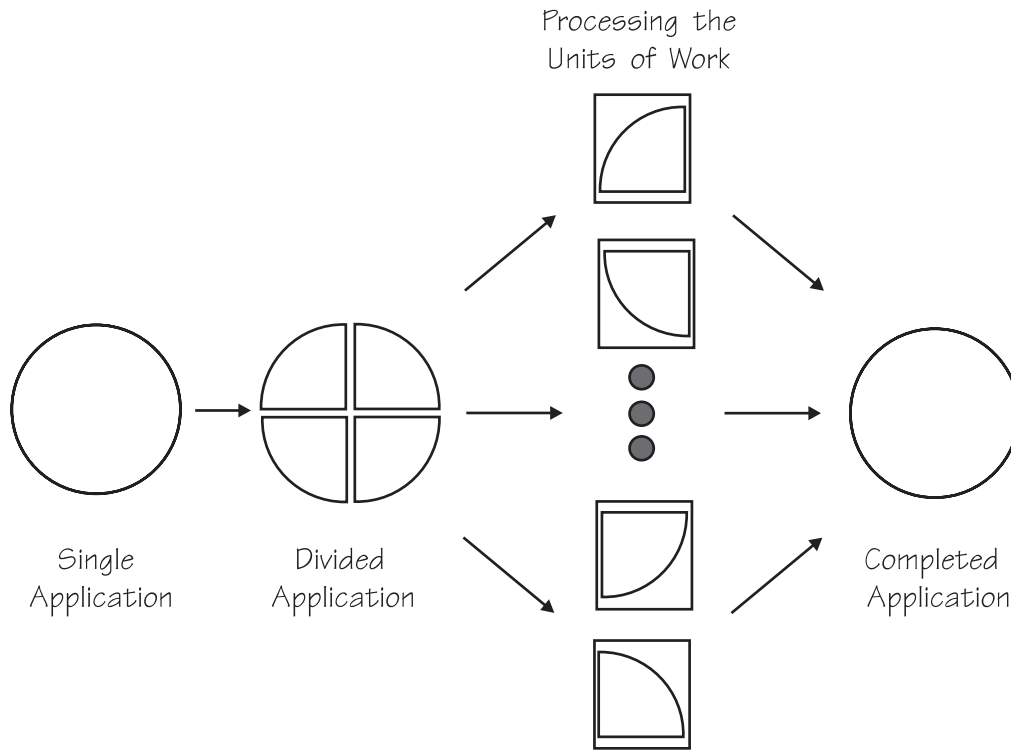 Processing the
Units of Work
Single
Application
Divided
Application
Completed
Application